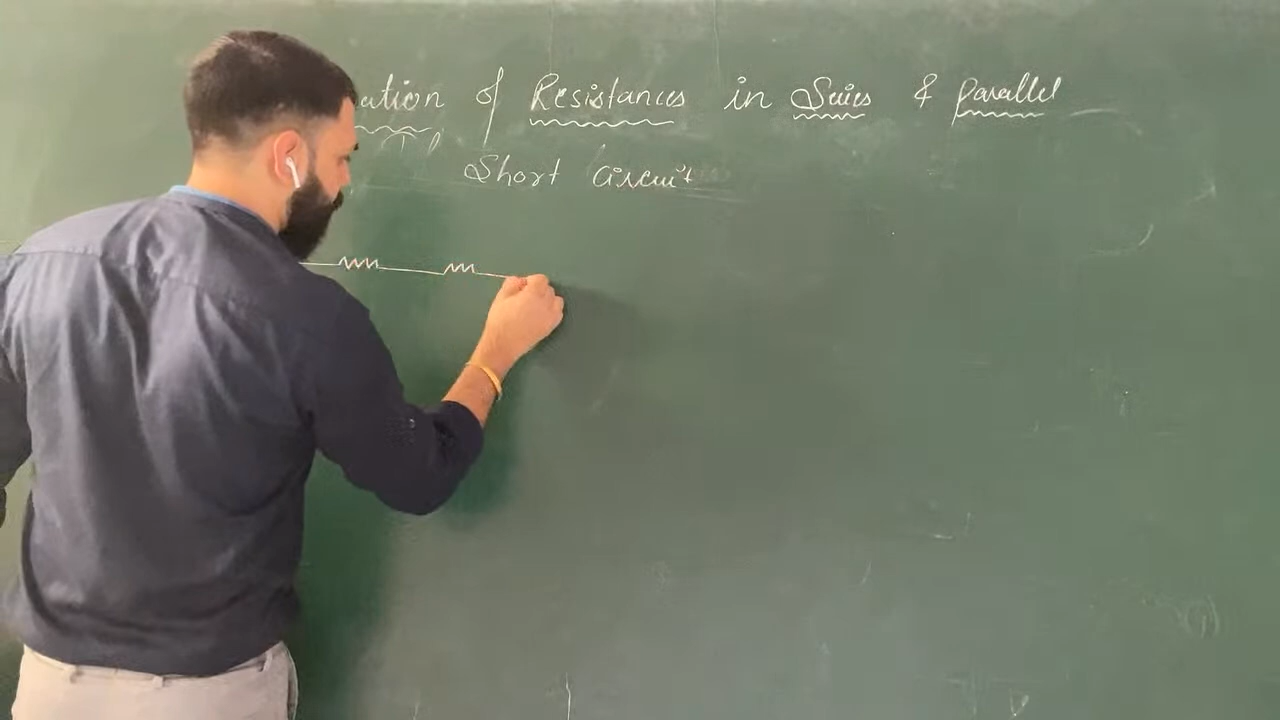 ation of Resistances in Series & parallel
Short Circuit